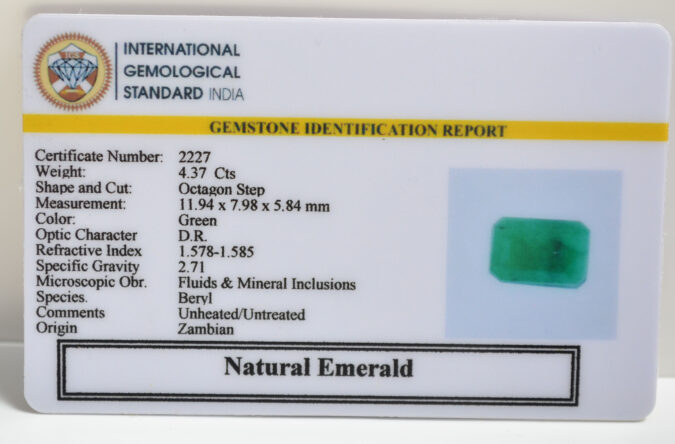 IGS
INTERNATIONAL
GEMOLOGICAL
STANDARD INDIA
GEMSTONE IDENTIFICATION REPORT
Certificate Number: 2227
Weight: 4.37 Cts
Shape and Cut: Octagon Step
Measurement: 11.94 x 7.98 x 5.84 mm
Color: Green
Optic Character D.R.
Refractive Index 1.578-1.585
Specific Gravity 2.71
Microscopic Obr. Fluids & Mineral Inclusions
Species. Beryl
Comments Unheated/Untreated
Origin Zambian
Natural Emerald